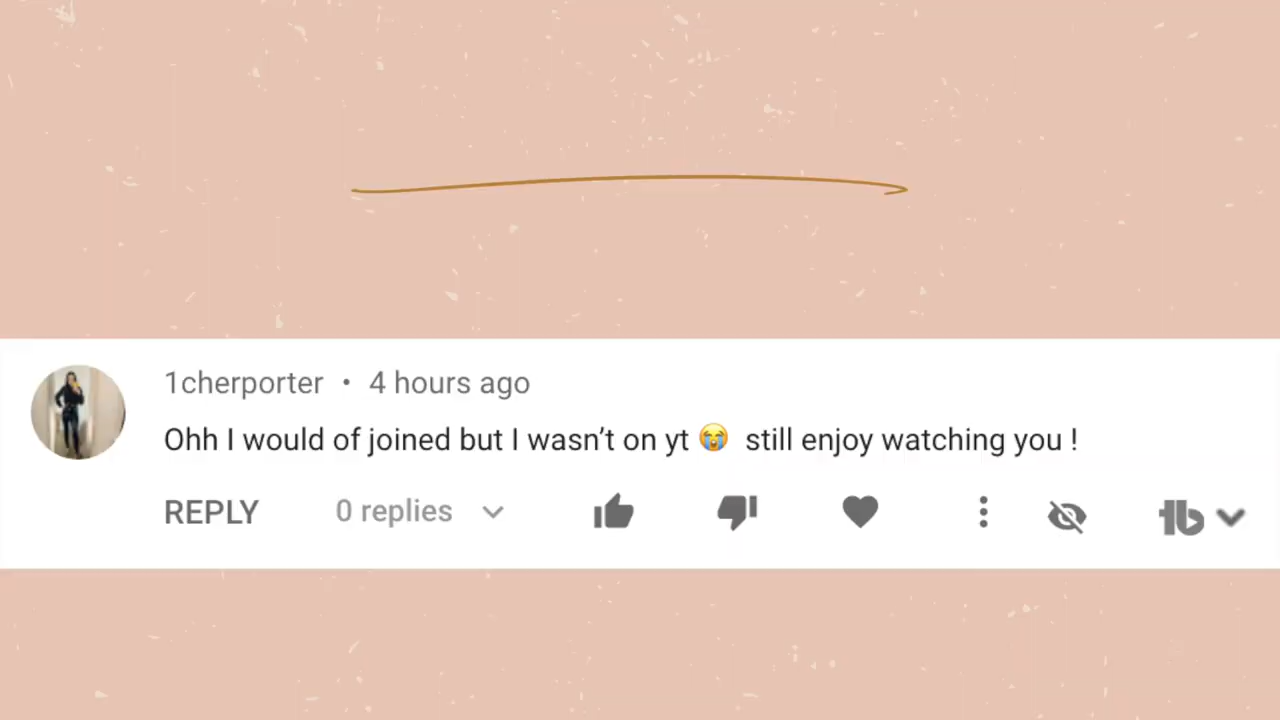 1cherporter • 4 hours ago
Ohh I would of joined but I wasn’t on yt 😭 still enjoy watching you !
REPLY 0 replies
tb